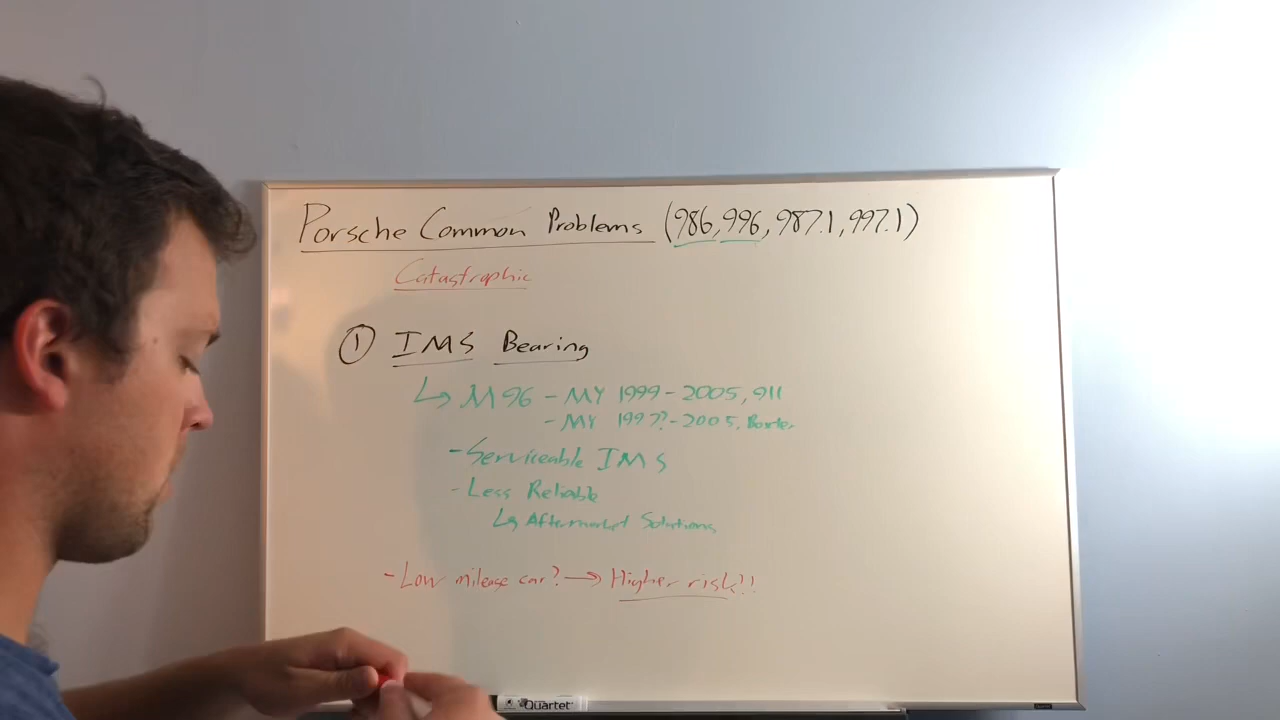 Porsche Common Problems (986, 996, 987.1, 997.1)
Catastrophic
① IMS Bearing
↳ M96 - MY 1999 - 2005, 911
- MY 1997?-2005, Boxter
- Serviceable IMS
- Less Reliable
↳ Aftermarket Solutions
- Low mileage car? → Higher risk!!
Quartet